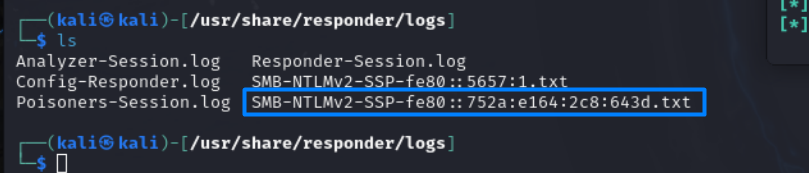 [*]
[*]
┌──(kali㉿kali)-[/usr/share/responder/logs]
└─$ ls
Analyzer-Session.log   Responder-Session.log
Config-Responder.log   SMB-NTLMv2-SSP-fe80::5657:1.txt
Poisoners-Session.log  SMB-NTLMv2-SSP-fe80::752a:e164:2c8:643d.txt
┌──(kali㉿kali)-[/usr/share/responder/logs]
└─$